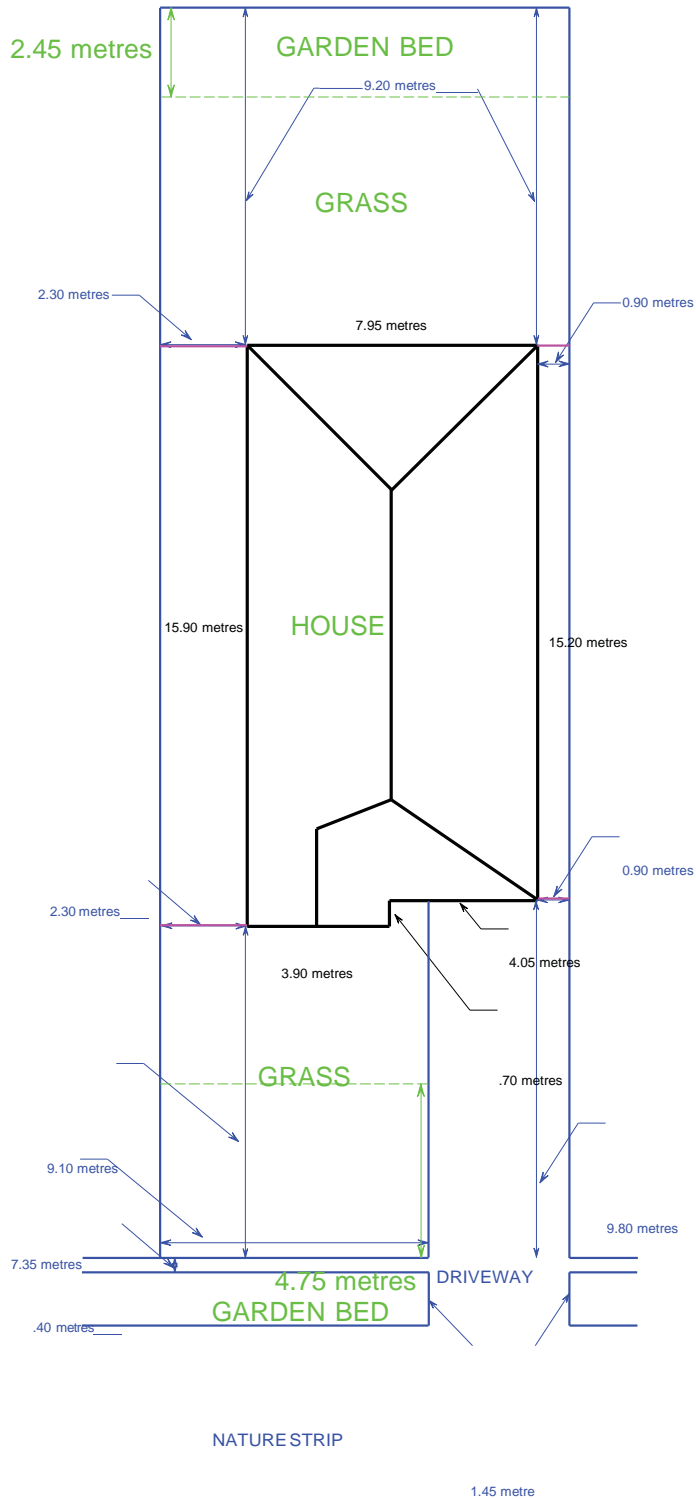 2.45 metres
GARDEN BED
9.20 metres
GRASS
2.30 metres
0.90 metres
7.95 metres
15.90 metres
HOUSE
15.20 metres
0.90 metres
2.30 metres
4.05 metres
3.90 metres
GRASS
.70 metres
9.10 metres
9.80 metres
7.35 metres
4.75 metres
DRIVEWAY
GARDEN BED
.40 metres
NATURE STRIP
1.45 metre